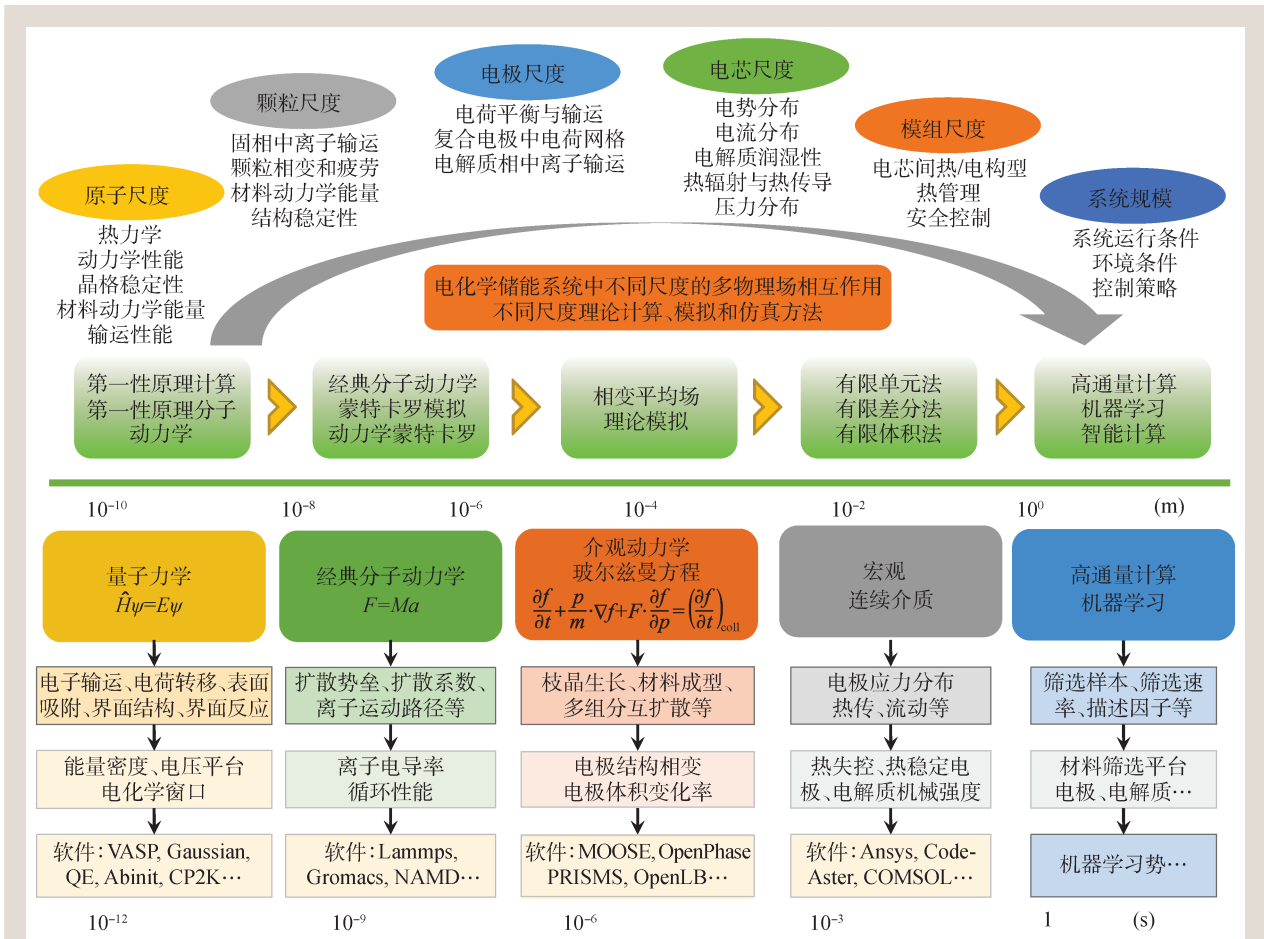 原子尺度
热力学
动力学性能
晶格稳定性
材料动力学能量
输运性能
颗粒尺度
固相中离子输运
颗粒相变和疲劳
材料动力学能量
结构稳定性
电极尺度
电荷平衡与输运
复合电极中电荷网格
电解质相中离子输运
电芯尺度
电势分布
电流分布
电解质润湿性
热辐射与热传导
压力分布
模组尺度
电芯间热/电构型
热管理
安全控制
系统规模
系统运行条件
环境条件
控制策略
电化学储能系统中不同尺度的多物理场相互作用
不同尺度理论计算、模拟和仿真方法
第一性原理计算
第一性原理分子
动力学
经典分子动力学
蒙特卡罗模拟
动力学蒙特卡罗
相变平均场
理论模拟
有限单元法
有限差分法
有限体积法
高通量计算
机器学习
智能计算
10⁻¹⁰ 10⁻⁸ 10⁻⁶ 10⁻⁴ 10⁻² 10⁰ (m)
量子力学
Ĥψ=Eψ
经典分子动力学
F=Ma
介观动力学
玻尔兹曼方程
∂f/∂t+p/m·∇f+F·∂f/∂p=(∂f/∂t)coll
宏观
连续介质
高通量计算
机器学习
电子输运、电荷转移、表面
吸附、界面结构、界面反应
扩散势垒、扩散系数、
离子运动路径等
枝晶生长、材料成型、
多组分互扩散等
电极应力分布
热传、流动等
筛选样本、筛选速
率、描述因子等
能量密度、电压平台
电化学窗口
离子电导率
循环性能
电极结构相变
电极体积变化率
热失控、热稳定电
极、电解质机械强度
材料筛选平台
电极、电解质…
软件：VASP, Gaussian,
QE, Abinit, CP2K…
软件：Lammps,
Gromacs, NAMD…
软件：MOOSE, OpenPhase
PRISMS, OpenLB…
软件：Ansys, Code-
Aster, COMSOL…
机器学习势…
10⁻¹² 10⁻⁹ 10⁻⁶ 10⁻³ 1 (s)